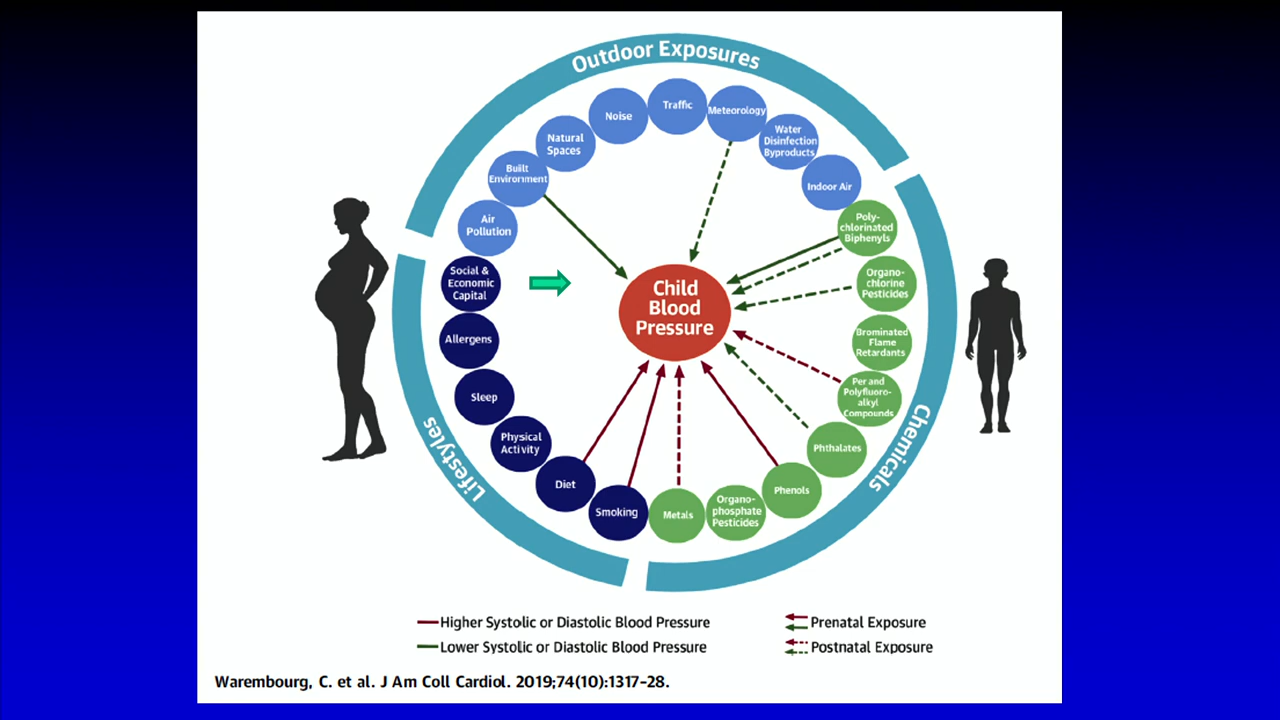 Outdoor Exposures
Traffic
Meteorology
Noise
Water
Disinfection
Byproducts
Natural
Spaces
Built
Environment
Indoor Air
Air
Pollution
Poly-
chlorinated
Biphenyls
Social &
Economic
Capital
Organo-
chlorine
Pesticides
Child
Blood
Pressure
Allergens
Brominated
Flame
Retardants
Sleep
Per and
Polyfluoro-
alkyl
Compounds
Physical
Activity
Phthalates
Diet
Phenols
Smoking
Metals
Organo-
phosphate
Pesticides
Lifestyles
Chemicals
Higher Systolic or Diastolic Blood Pressure
Prenatal Exposure
Lower Systolic or Diastolic Blood Pressure
Postnatal Exposure
Warembourg, C. et al. J Am Coll Cardiol. 2019;74(10):1317–28.